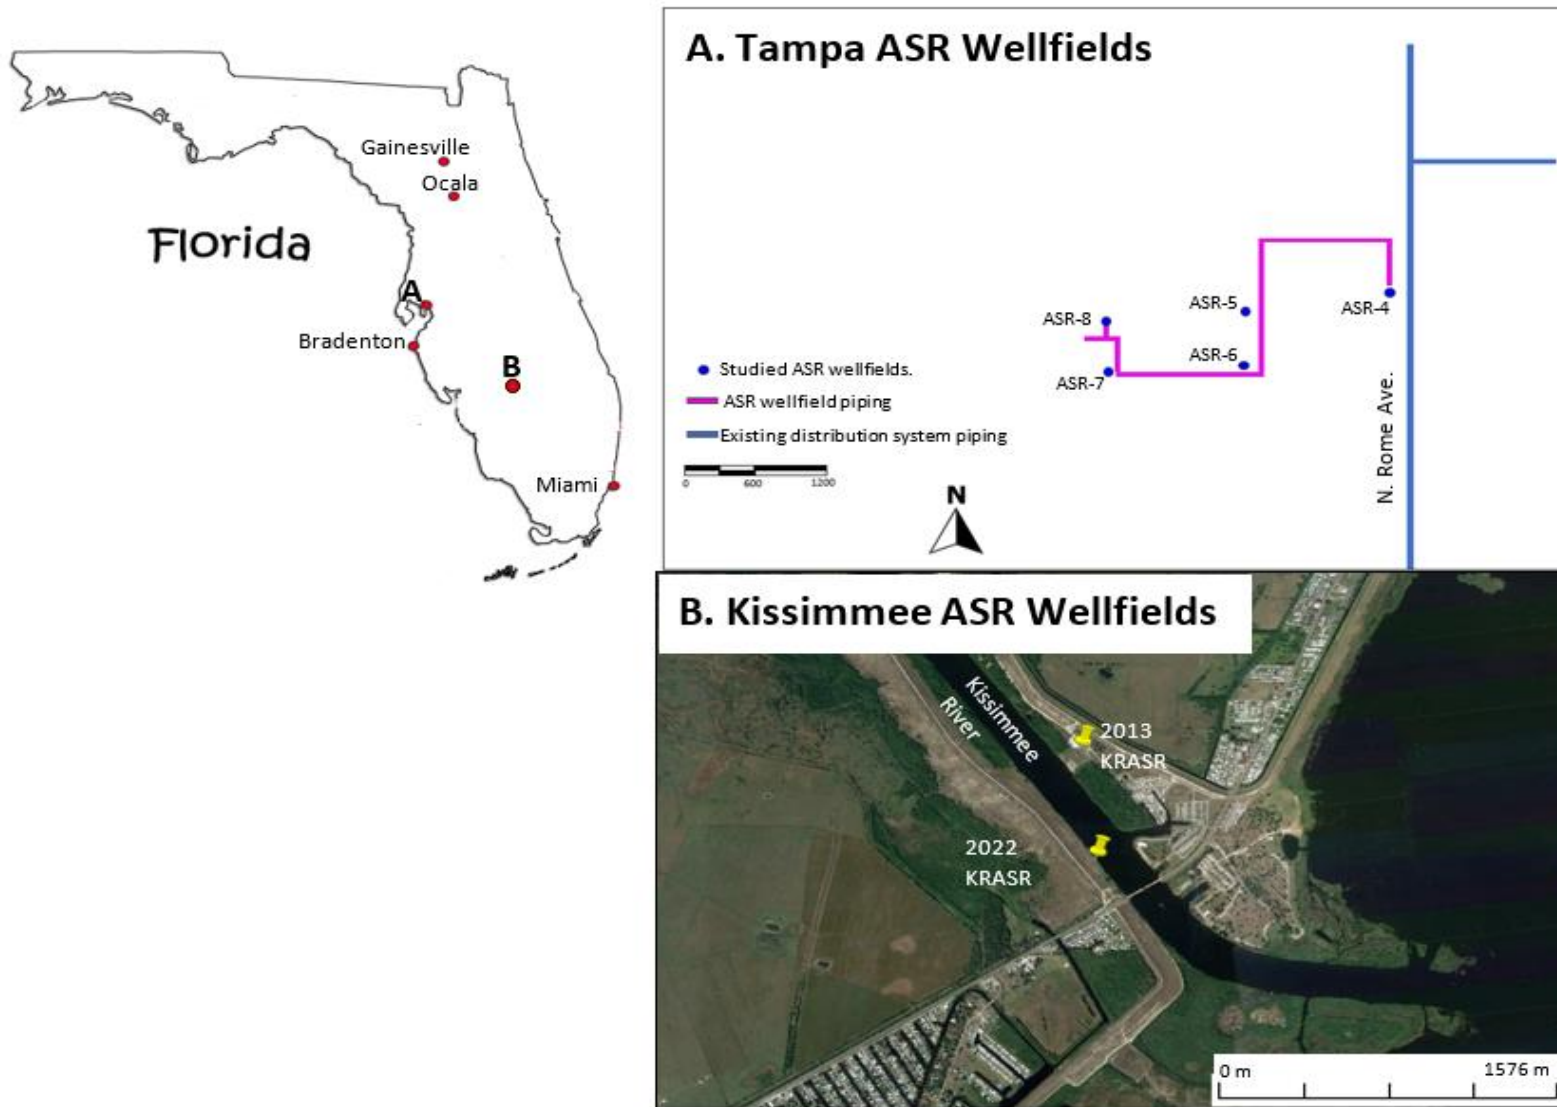 Gainesville
Ocala
Florida
A
Bradenton
B
Miami
A. Tampa ASR Wellfields
ASR-5
ASR-4
ASR-8
ASR-6
ASR-7
Studied ASR wellfields.
ASR wellfield piping
Existing distribution system piping
0 600 1200
N
N. Rome Ave.
B. Kissimmee ASR Wellfields
Kissimmee
River
2013
KRASR
2022
KRASR
0 m 1576 m